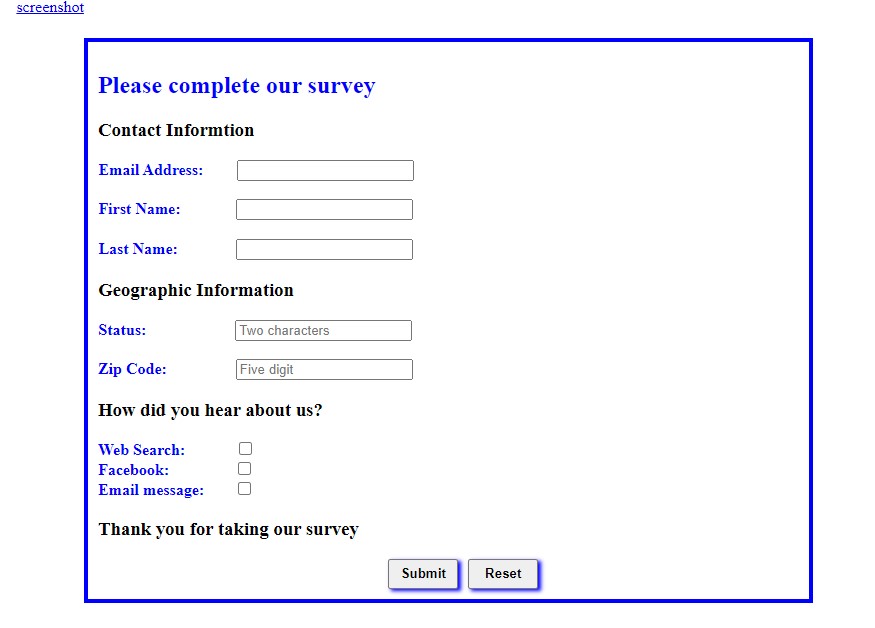 screenshot
Please complete our survey
Contact Informtion
Email Address:
First Name:
Last Name:
Geographic Information
Status: Two characters
Zip Code: Five digit
How did you hear about us?
Web Search:
Facebook:
Email message:
Thank you for taking our survey
Submit Reset